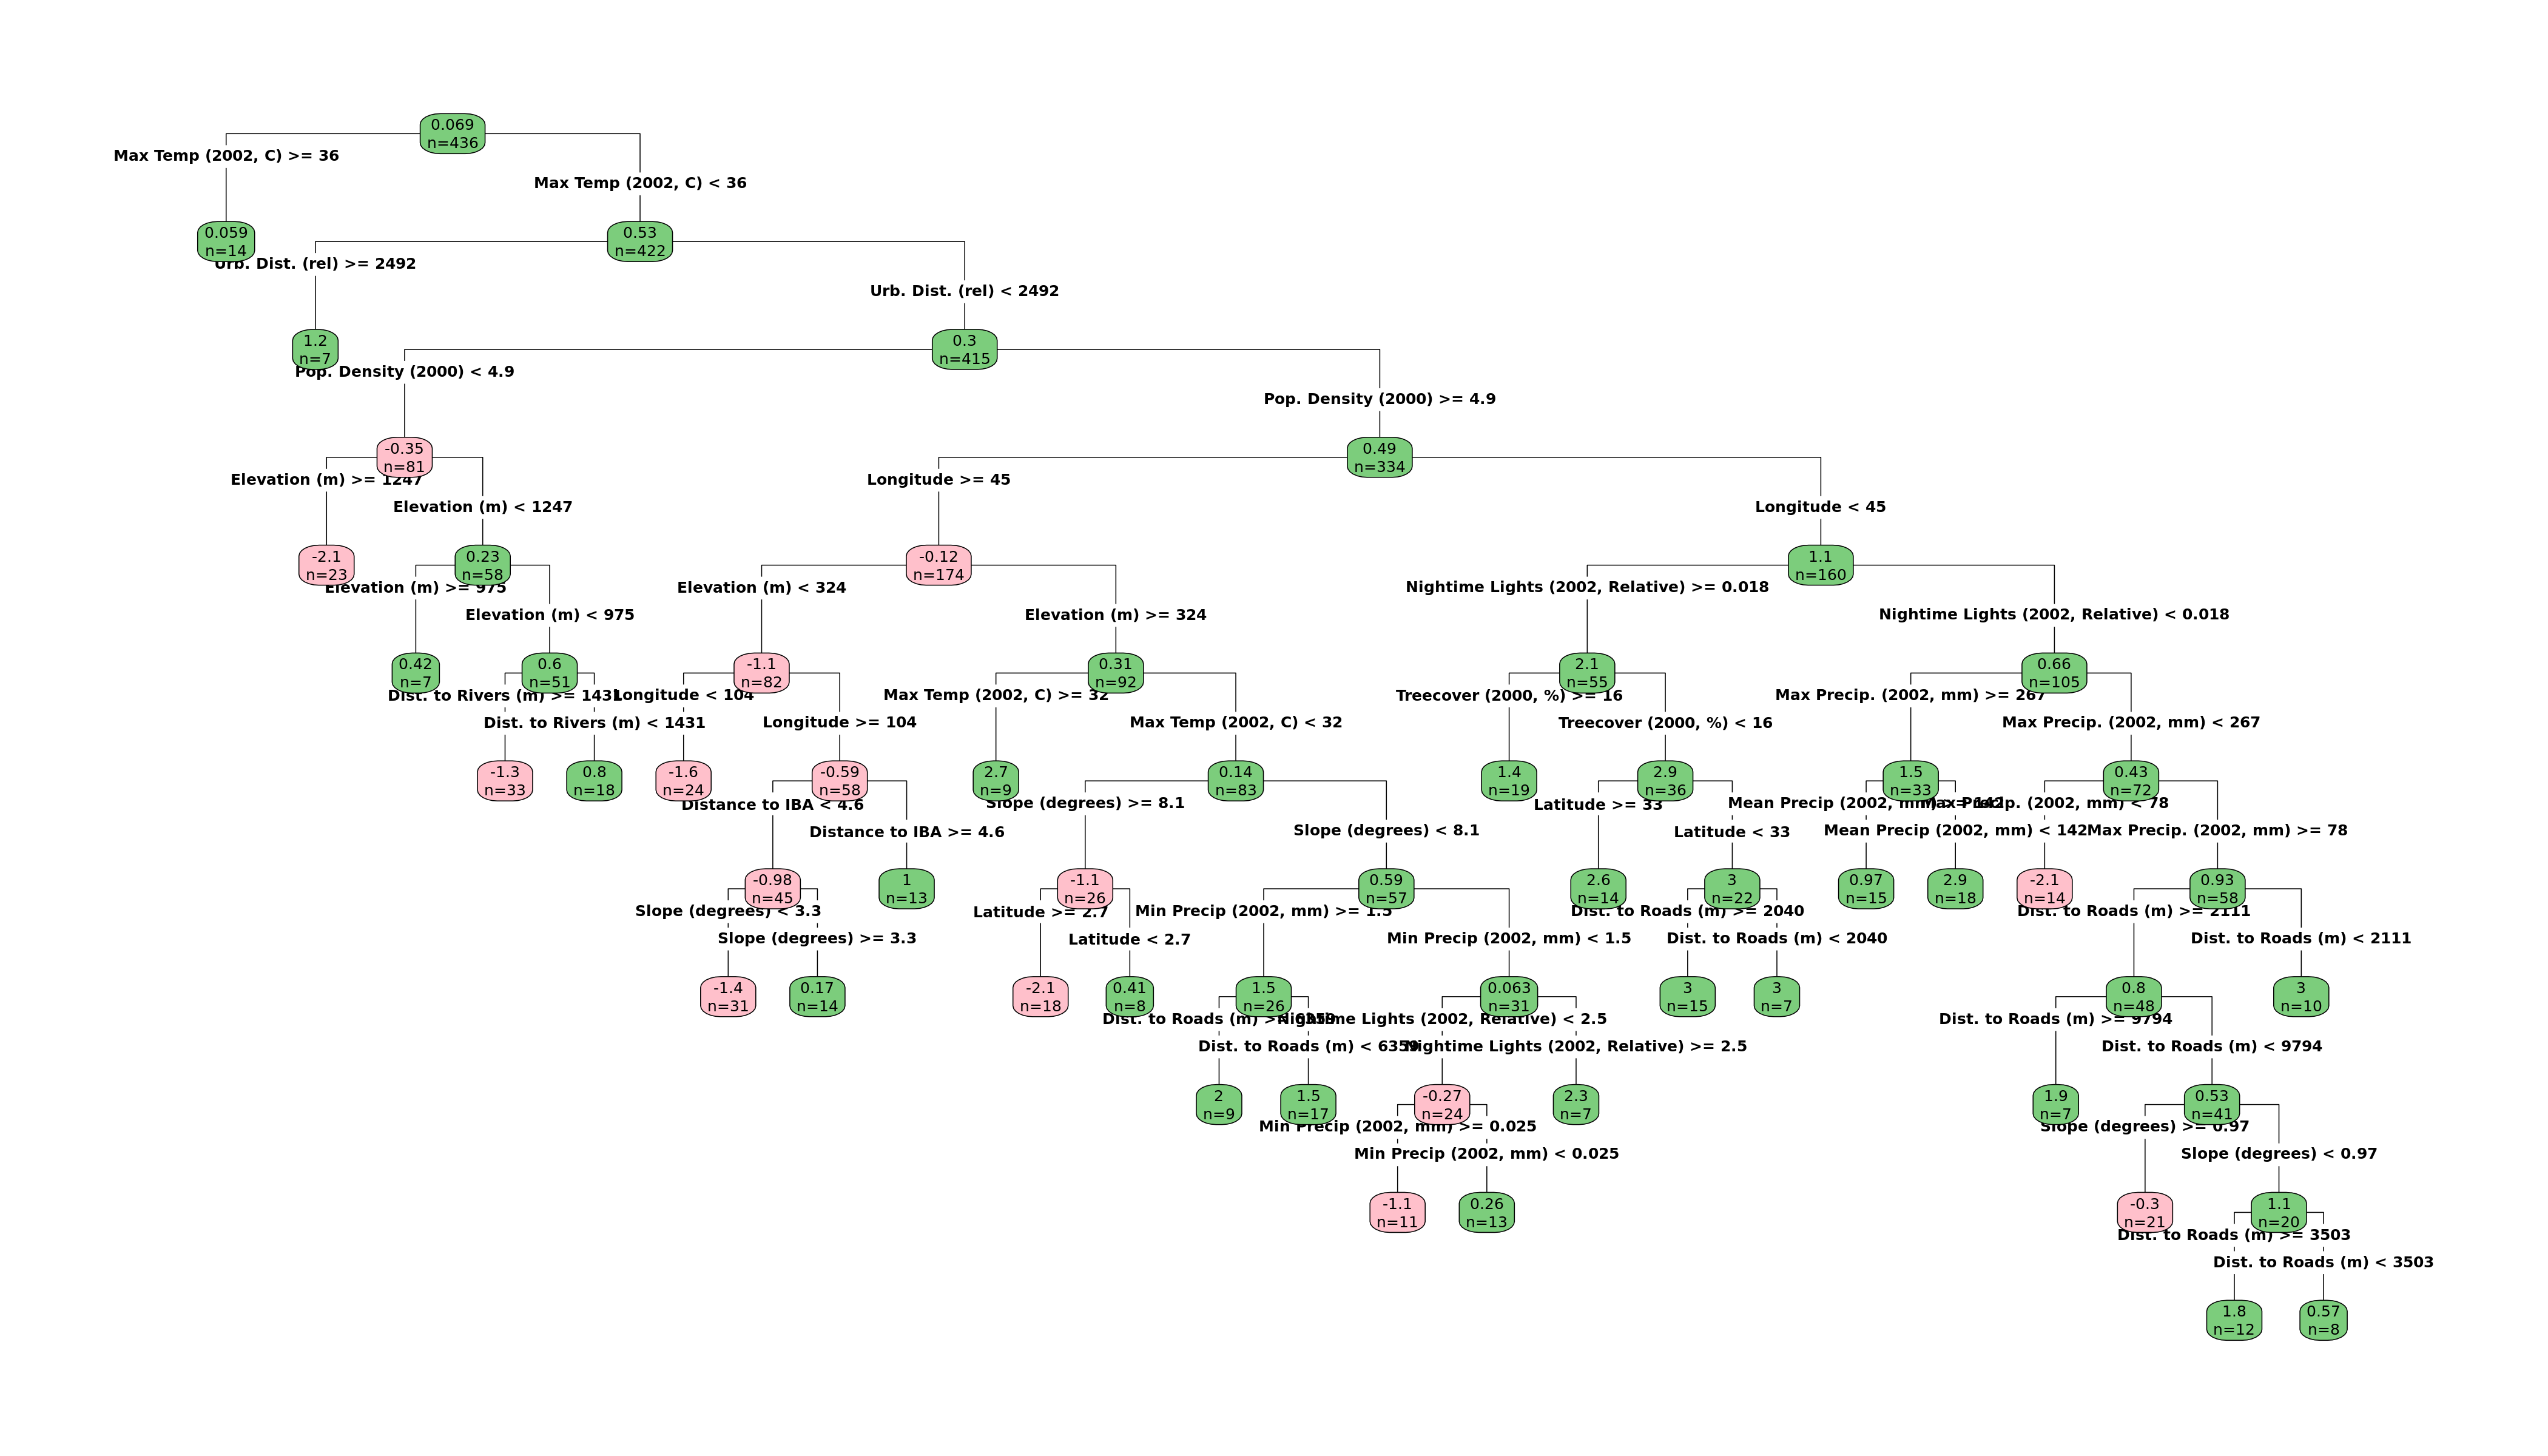 0.069
n=436
Max Temp (2002, C) >= 36
Max Temp (2002, C) < 36
0.059
n=14
0.53
n=422
Urb. Dist. (rel) >= 2492
Urb. Dist. (rel) < 2492
1.2
n=7
0.3
n=415
Pop. Density (2000) < 4.9
Pop. Density (2000) >= 4.9
-0.35
n=81
0.49
n=334
Elevation (m) >= 1247
Longitude >= 45
Elevation (m) < 1247
Longitude < 45
-2.1
n=23
0.23
n=58
-0.12
n=174
1.1
n=160
Elevation (m) >= 975
Elevation (m) < 324
Nightime Lights (2002, Relative) >= 0.018
Elevation (m) < 975
Elevation (m) >= 324
Nightime Lights (2002, Relative) < 0.018
0.42
n=7
0.6
n=51
-1.1
n=82
0.31
n=92
2.1
n=55
0.66
n=105
Dist. to Rivers (m) >= 1431
Longitude < 104
Max Temp (2002, C) >= 32
Treecover (2000, %) >= 16
Max Precip. (2002, mm) >= 267
Dist. to Rivers (m) < 1431
Longitude >= 104
Max Temp (2002, C) < 32
Treecover (2000, %) < 16
Max Precip. (2002, mm) < 267
-1.3
n=33
0.8
n=18
-1.6
n=24
-0.59
n=58
2.7
n=9
0.14
n=83
1.4
n=19
2.9
n=36
1.5
n=33
0.43
n=72
Distance to IBA < 4.6
Slope (degrees) >= 8.1
Latitude >= 33
Mean Precip (2002, mm) >= 142
Max Precip. (2002, mm) < 78
Distance to IBA >= 4.6
Slope (degrees) < 8.1
Latitude < 33
Mean Precip (2002, mm) < 142
Max Precip. (2002, mm) >= 78
-0.98
n=45
1
n=13
-1.1
n=26
0.59
n=57
2.6
n=14
3
n=22
0.97
n=15
2.9
n=18
-2.1
n=14
0.93
n=58
Slope (degrees) < 3.3
Latitude >= 2.7
Min Precip (2002, mm) >= 1.5
Dist. to Roads (m) >= 2040
Dist. to Roads (m) >= 2111
Slope (degrees) >= 3.3
Latitude < 2.7
Min Precip (2002, mm) < 1.5
Dist. to Roads (m) < 2040
Dist. to Roads (m) < 2111
-1.4
n=31
0.17
n=14
-2.1
n=18
0.41
n=8
1.5
n=26
0.063
n=31
3
n=15
3
n=7
0.8
n=48
3
n=10
Dist. to Roads (m) >= 6359
Nightime Lights (2002, Relative) < 2.5
Dist. to Roads (m) >= 9794
Dist. to Roads (m) < 6359
Nightime Lights (2002, Relative) >= 2.5
Dist. to Roads (m) < 9794
2
n=9
1.5
n=17
-0.27
n=24
2.3
n=7
1.9
n=7
0.53
n=41
Min Precip (2002, mm) >= 0.025
Slope (degrees) >= 0.97
Min Precip (2002, mm) < 0.025
Slope (degrees) < 0.97
-1.1
n=11
0.26
n=13
-0.3
n=21
1.1
n=20
Dist. to Roads (m) >= 3503
Dist. to Roads (m) < 3503
1.8
n=12
0.57
n=8